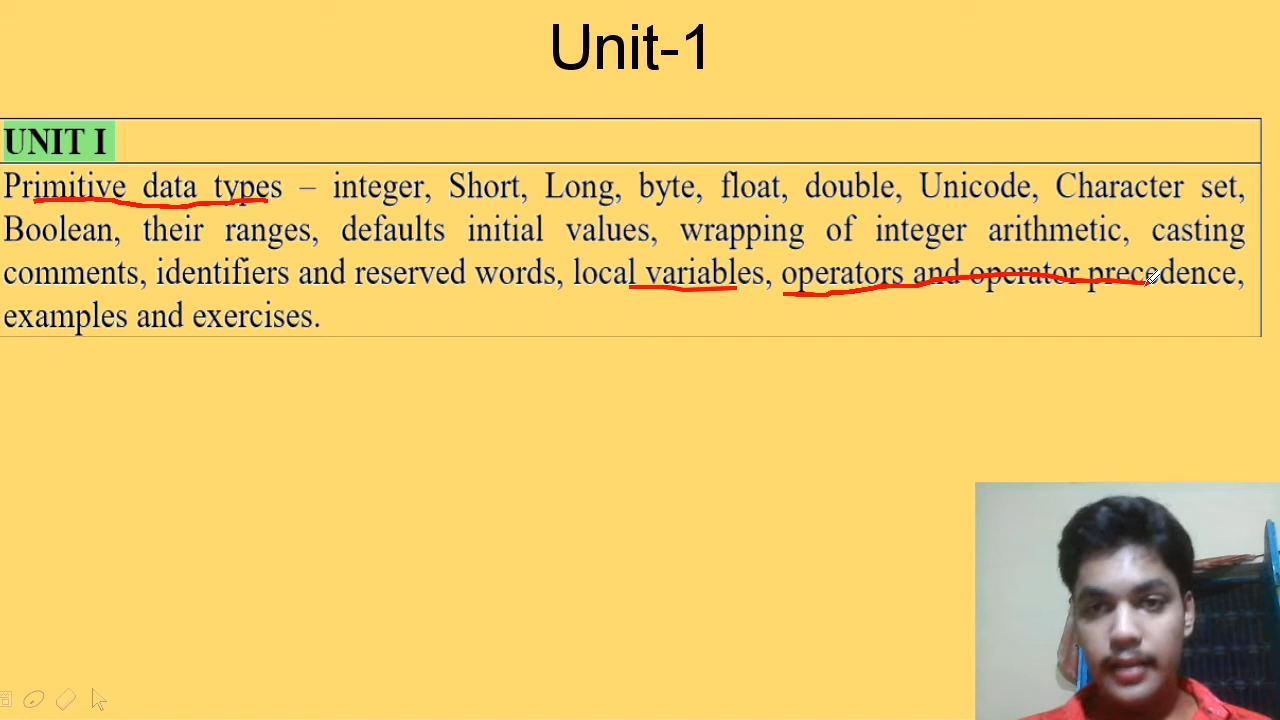 Unit-1
UNIT I
Primitive data types – integer, Short, Long, byte, float, double, Unicode, Character set,
Boolean, their ranges, defaults initial values, wrapping of integer arithmetic, casting
comments, identifiers and reserved words, local variables, operators and operator precedence,
examples and exercises.